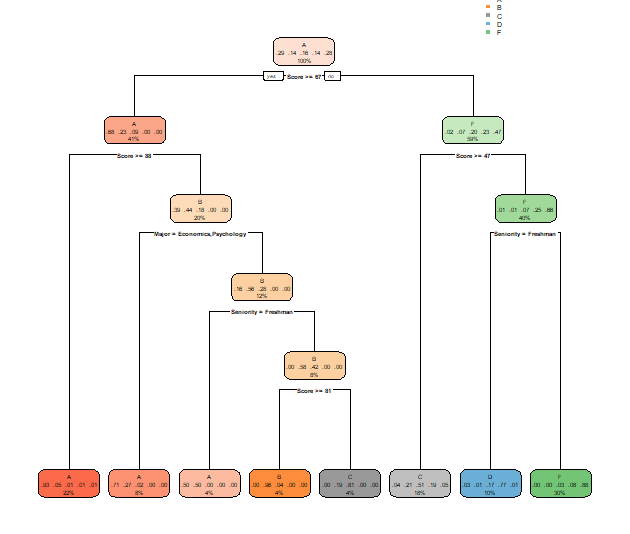 B
C
D
F
A
.29 .14 .16 .14 .28
100%
yes Score >= 67 no
A
.68 .23 .09 .00 .00
41%
F
.02 .07 .20 .23 .47
59%
Score >= 88
Score >= 47
B
.39 .44 .18 .00 .00
20%
F
.01 .01 .07 .25 .66
40%
Major = Economics,Psychology
Seniority = Freshman
B
.16 .56 .28 .00 .00
12%
Seniority = Freshman
B
.00 .58 .42 .00 .00
8%
Score >= 81
A
.93 .05 .01 .01 .01
22%
A
.71 .27 .02 .00 .00
8%
A
.50 .50 .00 .00 .00
4%
B
.00 .96 .04 .00 .00
4%
C
.00 .19 .81 .00 .00
4%
C
.04 .21 .51 .19 .05
18%
D
.03 .01 .17 .77 .01
10%
F
.00 .00 .03 .08 .88
30%